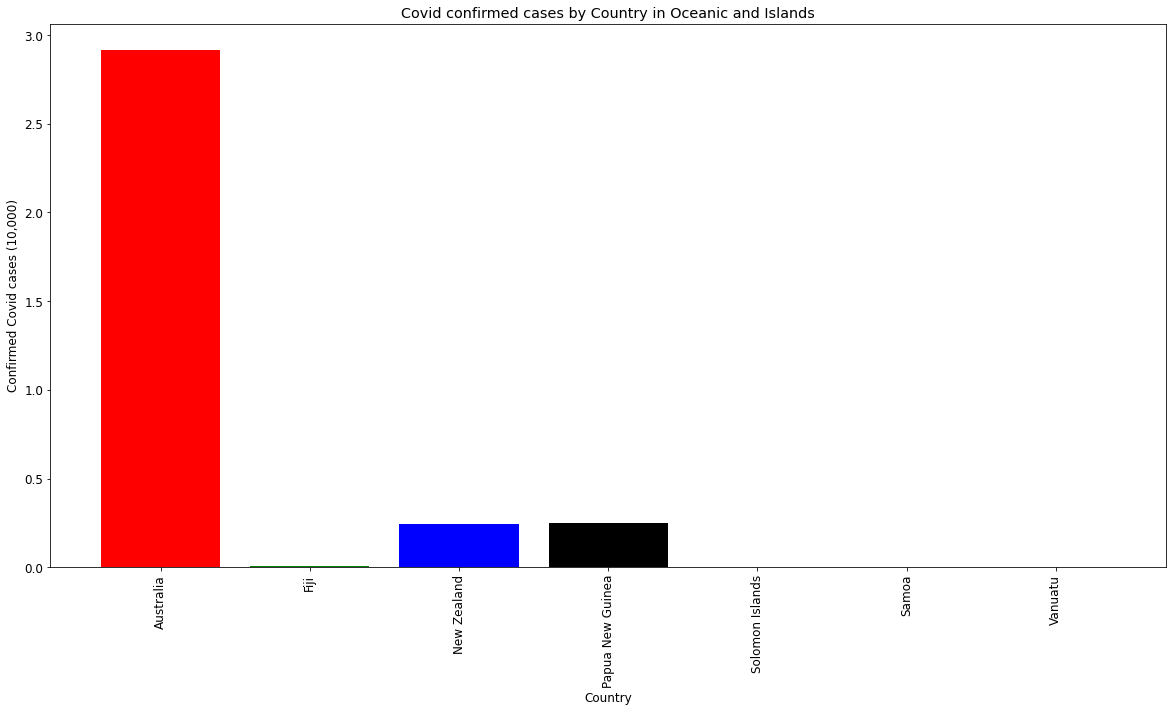 Covid confirmed cases by Country in Oceanic and Islands
Confirmed Covid cases (10,000)
3.0
2.5
2.0
1.5
1.0
0.5
0.0
Australia
Fiji
New Zealand
Papua New Guinea
Solomon Islands
Samoa
Vanuatu
Country